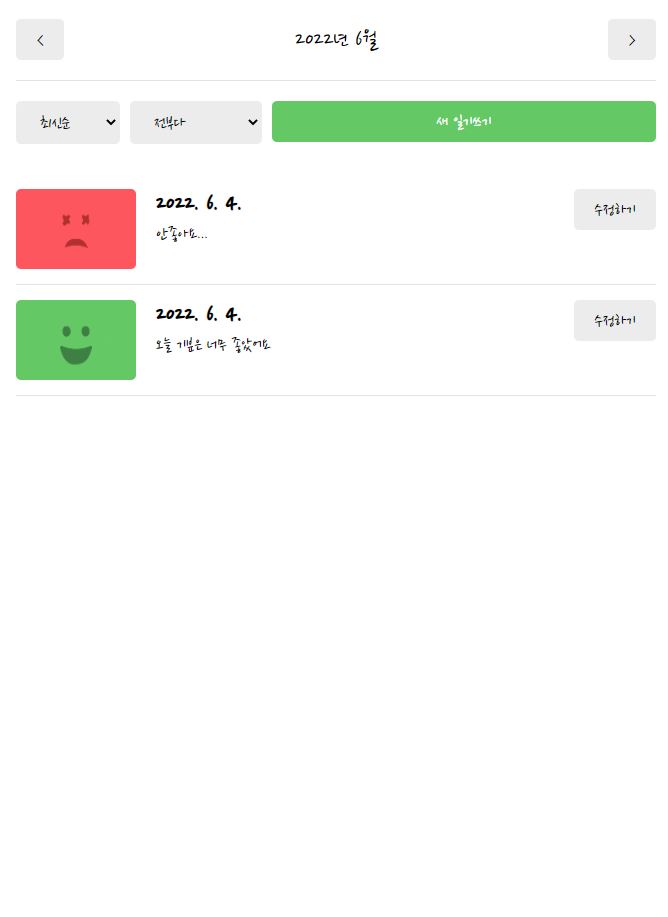 < 2022년 6월 >
최신순 전부다 새 일기쓰기
2022. 6. 4. 수정하기
안좋아요...
2022. 6. 4. 수정하기
오늘 기분은 너무 좋았어요